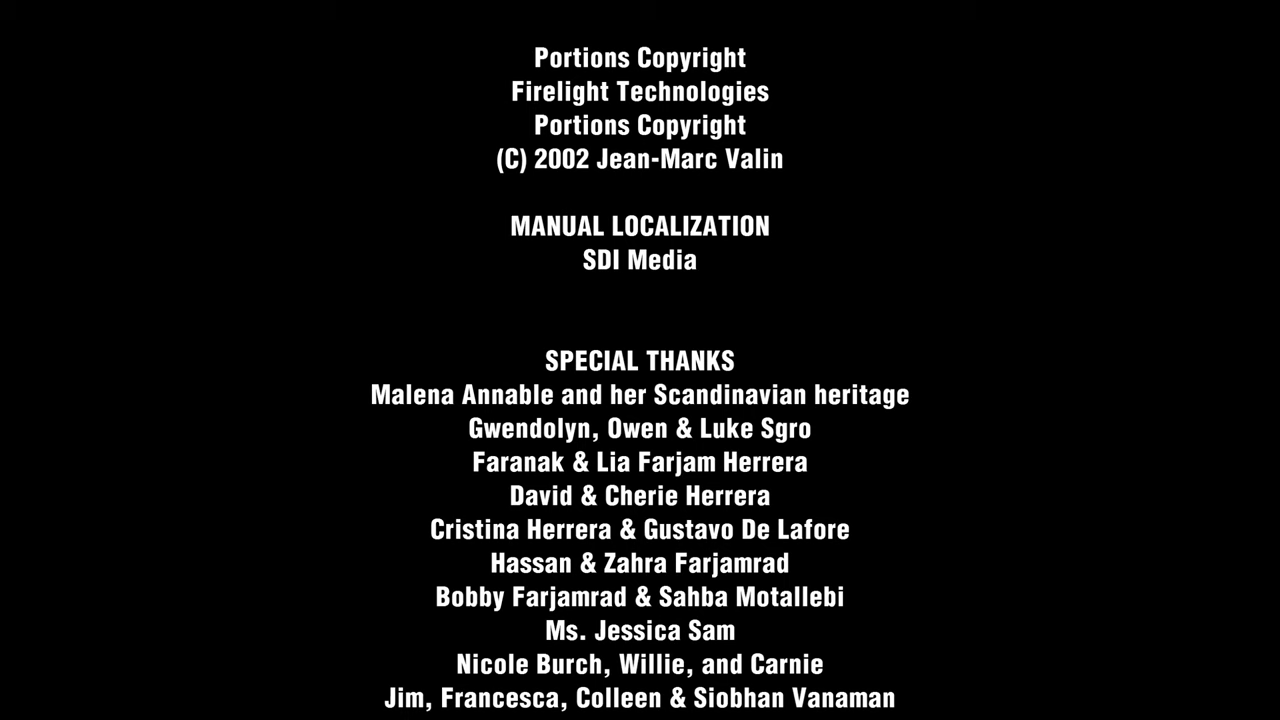 Portions Copyright
Firelight Technologies
Portions Copyright
(C) 2002 Jean-Marc Valin
MANUAL LOCALIZATION
SDI Media
SPECIAL THANKS
Malena Annable and her Scandinavian heritage
Gwendolyn, Owen & Luke Sgro
Faranak & Lia Farjam Herrera
David & Cherie Herrera
Cristina Herrera & Gustavo De Lafore
Hassan & Zahra Farjamrad
Bobby Farjamrad & Sahba Motallebi
Ms. Jessica Sam
Nicole Burch, Willie, and Carnie
Jim, Francesca, Colleen & Siobhan Vanaman